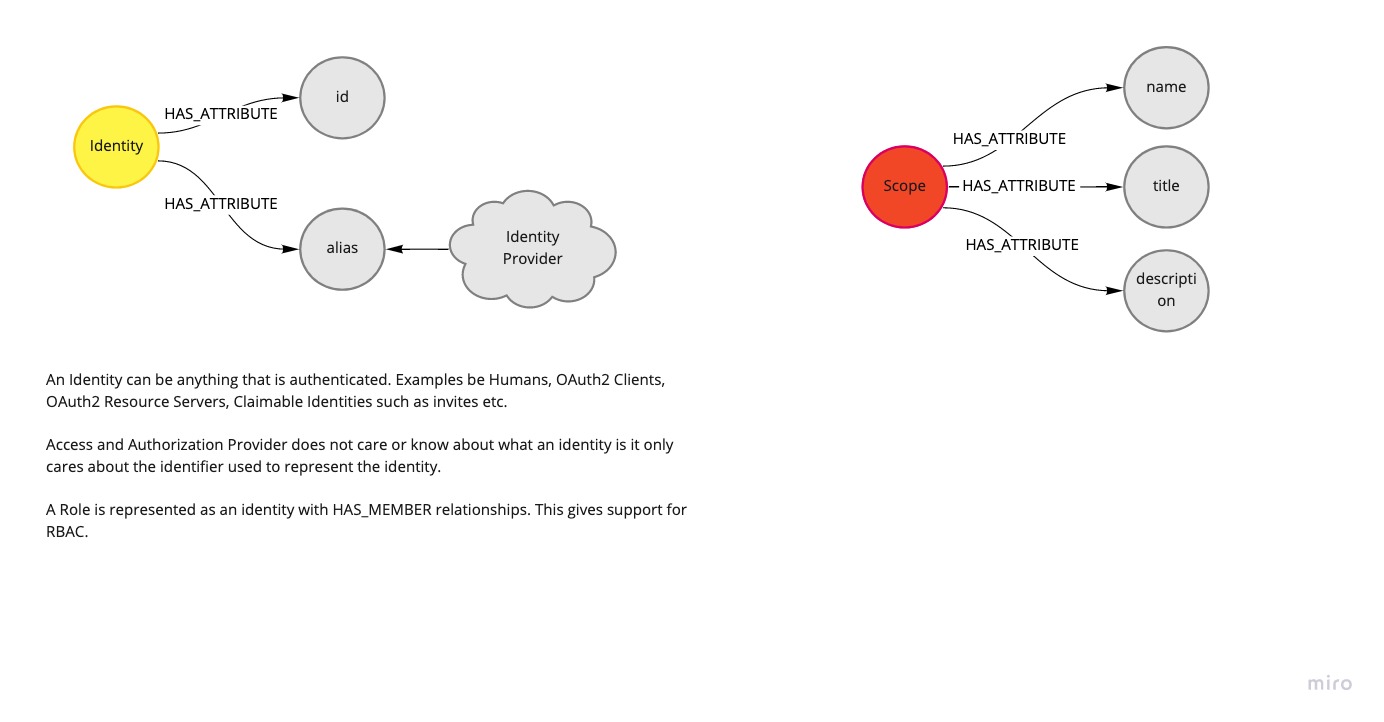 id
HAS_ATTRIBUTE
Identity
HAS_ATTRIBUTE
alias
Identity
Provider
name
HAS_ATTRIBUTE
Scope
HAS_ATTRIBUTE
title
HAS_ATTRIBUTE
descripti
on
An Identity can be anything that is authenticated. Examples be Humans, OAuth2 Clients,
OAuth2 Resource Servers, Claimable Identities such as invites etc.
Access and Authorization Provider does not care or know about what an identity is it only
cares about the identifier used to represent the identity.
A Role is represented as an identity with HAS_MEMBER relationships. This gives support for
RBAC.
miro